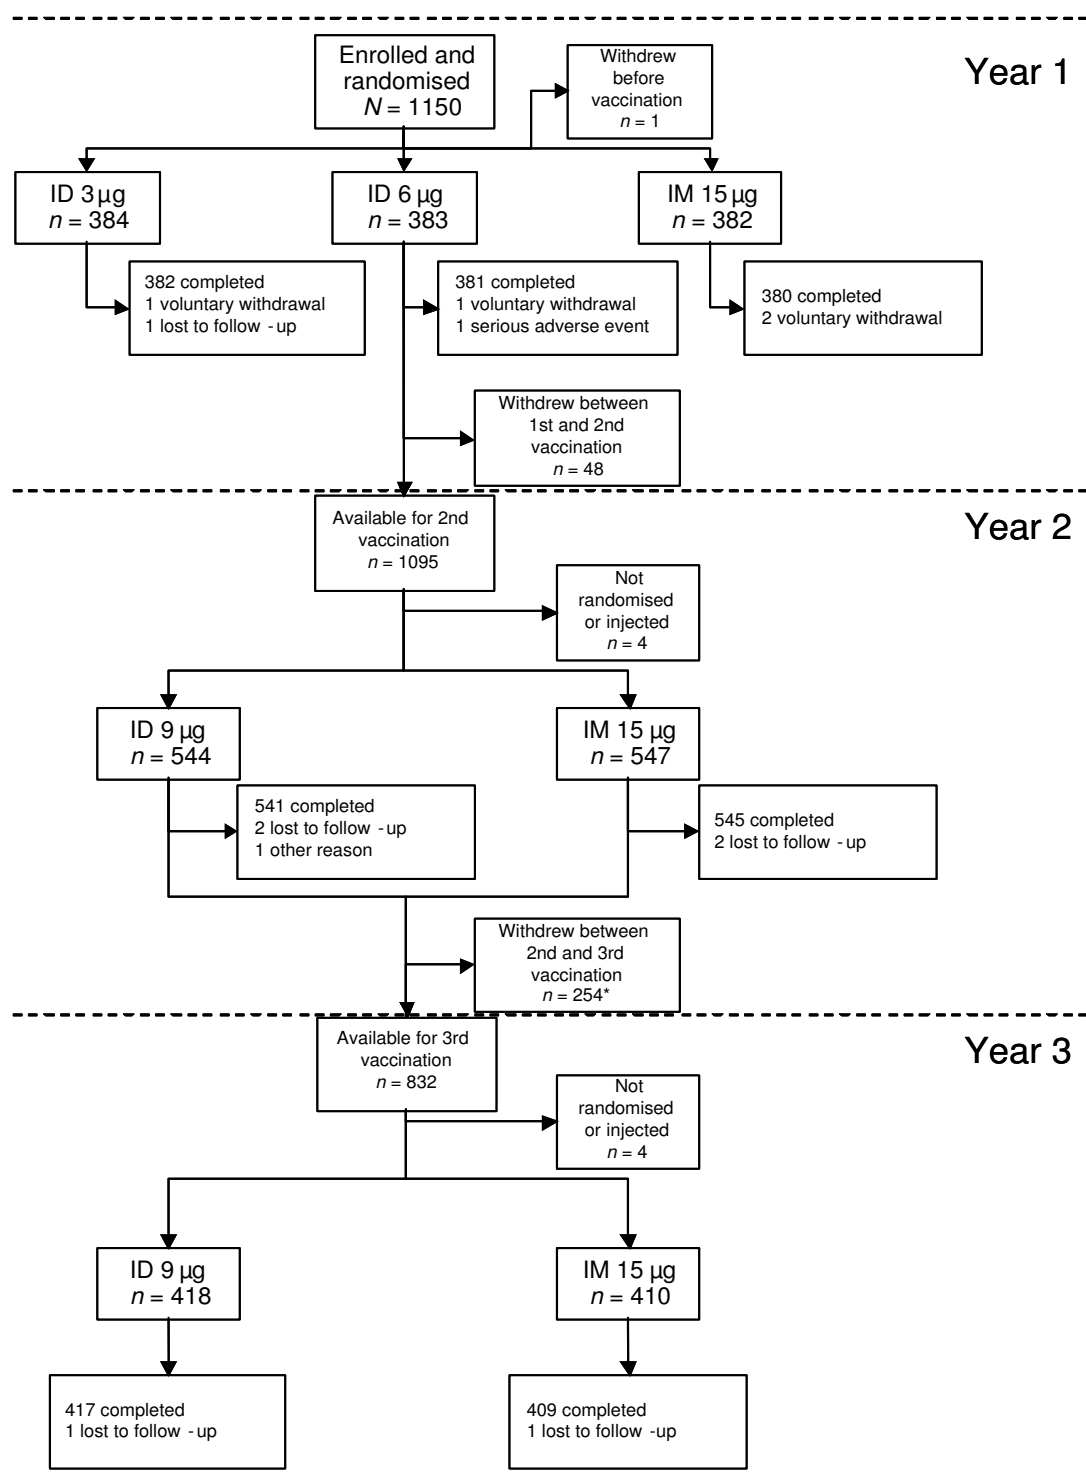 Year 1
Enrolled and
randomised
N = 1150
Withdrew
before
vaccination
n = 1
ID 3 µg
n = 384
ID 6 µg
n = 383
IM 15 µg
n = 382
382 completed
1 voluntary withdrawal
1 lost to follow -up
381 completed
1 voluntary withdrawal
1 serious adverse event
380 completed
2 voluntary withdrawal
Withdrew between
1st and 2nd
vaccination
n = 48
Year 2
Available for 2nd
vaccination
n = 1095
Not
randomised
or injected
n = 4
ID 9 µg
n = 544
IM 15 µg
n = 547
541 completed
2 lost to follow -up
1 other reason
545 completed
2 lost to follow -up
Withdrew between
2nd and 3rd
vaccination
n = 254*
Year 3
Available for 3rd
vaccination
n = 832
Not
randomised
or injected
n = 4
ID 9 µg
n = 418
IM 15 µg
n = 410
417 completed
1 lost to follow -up
409 completed
1 lost to follow -up